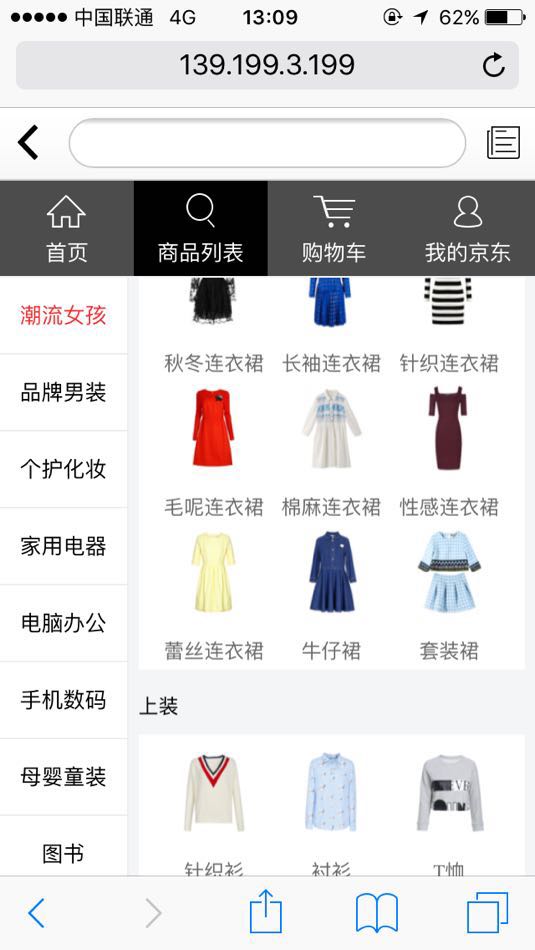 中国联通 4G 13:09 62%
139.199.3.199
首页 商品列表 购物车 我的京东
潮流女孩
品牌男装
个护化妆
家用电器
电脑办公
手机数码
母婴童装
图书
秋冬连衣裙 长袖连衣裙 针织连衣裙
毛呢连衣裙 棉麻连衣裙 性感连衣裙
蕾丝连衣裙 牛仔裙 套装裙
上装
针织衫 衬衫 T恤